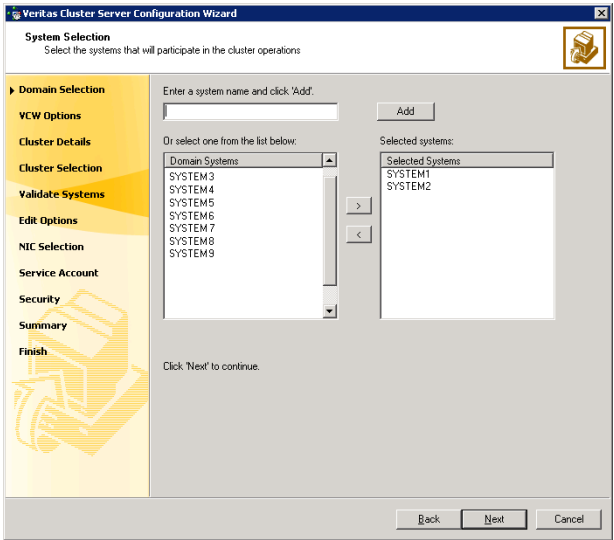 Veritas Cluster Server Configuration Wizard
System Selection
Select the systems that will participate in the cluster operations
Domain Selection
VCW Options
Cluster Details
Cluster Selection
Validate Systems
Edit Options
NIC Selection
Service Account
Security
Summary
Finish
Enter a system name and click 'Add'.
Add
Or select one from the list below:
Domain Systems
SYSTEM3
SYSTEM4
SYSTEM5
SYSTEM6
SYSTEM7
SYSTEM8
SYSTEM9
>
<
Selected systems:
Selected Systems
SYSTEM1
SYSTEM2
Click 'Next' to continue.
Back
Next
Cancel